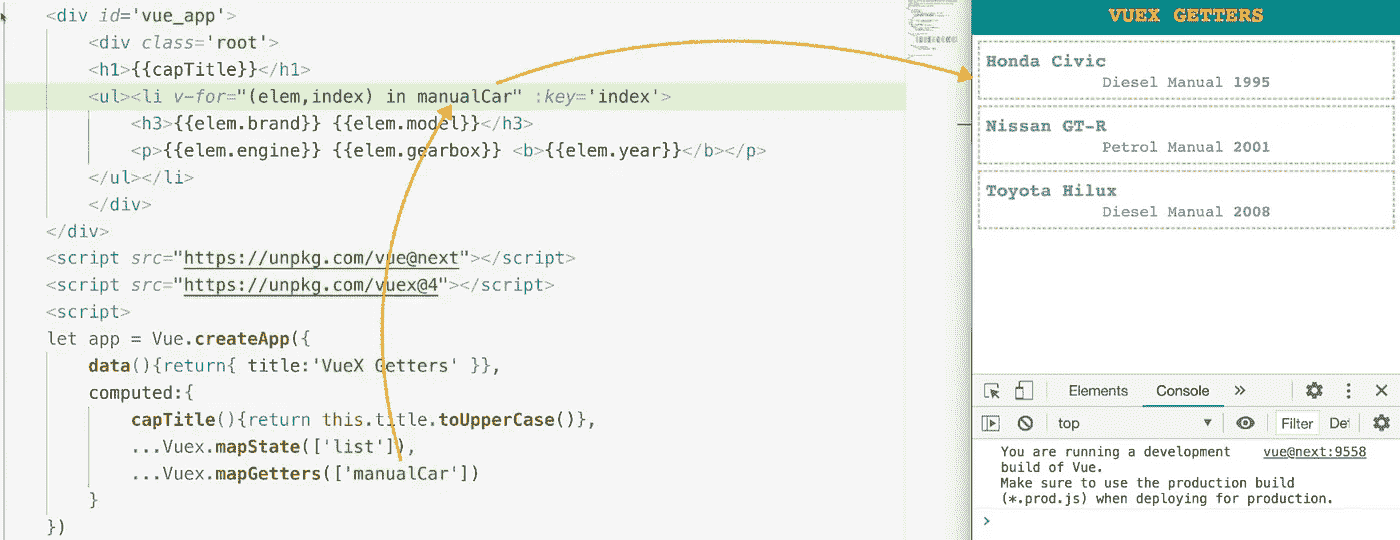 <div id='vue_app'>
<div class='root'>
<h1>{{capTitle}}</h1>
<ul><li v-for="(elem,index) in manualCar" :key='index'>
<h3>{{elem.brand}} {{elem.model}}</h3>
<p>{{elem.engine}} {{elem.gearbox}} <b>{{elem.year}}</b></p>
</ul></li>
</div>
</div>
<script src="https://unpkg.com/vue@next"></script>
<script src="https://unpkg.com/vuex@4"></script>
<script>
let app = Vue.createApp({
data(){return{ title:'VueX Getters' }},
computed:{
capTitle(){return this.title.toUpperCase()},
...Vuex.mapState(['list']),
...Vuex.mapGetters(['manualCar'])
}
})
VUEX GETTERS
Honda Civic
Diesel Manual 1995
Nissan GT-R
Petrol Manual 2001
Toyota Hilux
Diesel Manual 2008
Elements Console »
top Filter Def
You are running a development vue@next:9558
build of Vue.
Make sure to use the production build
(*.prod.js) when deploying for production.
>